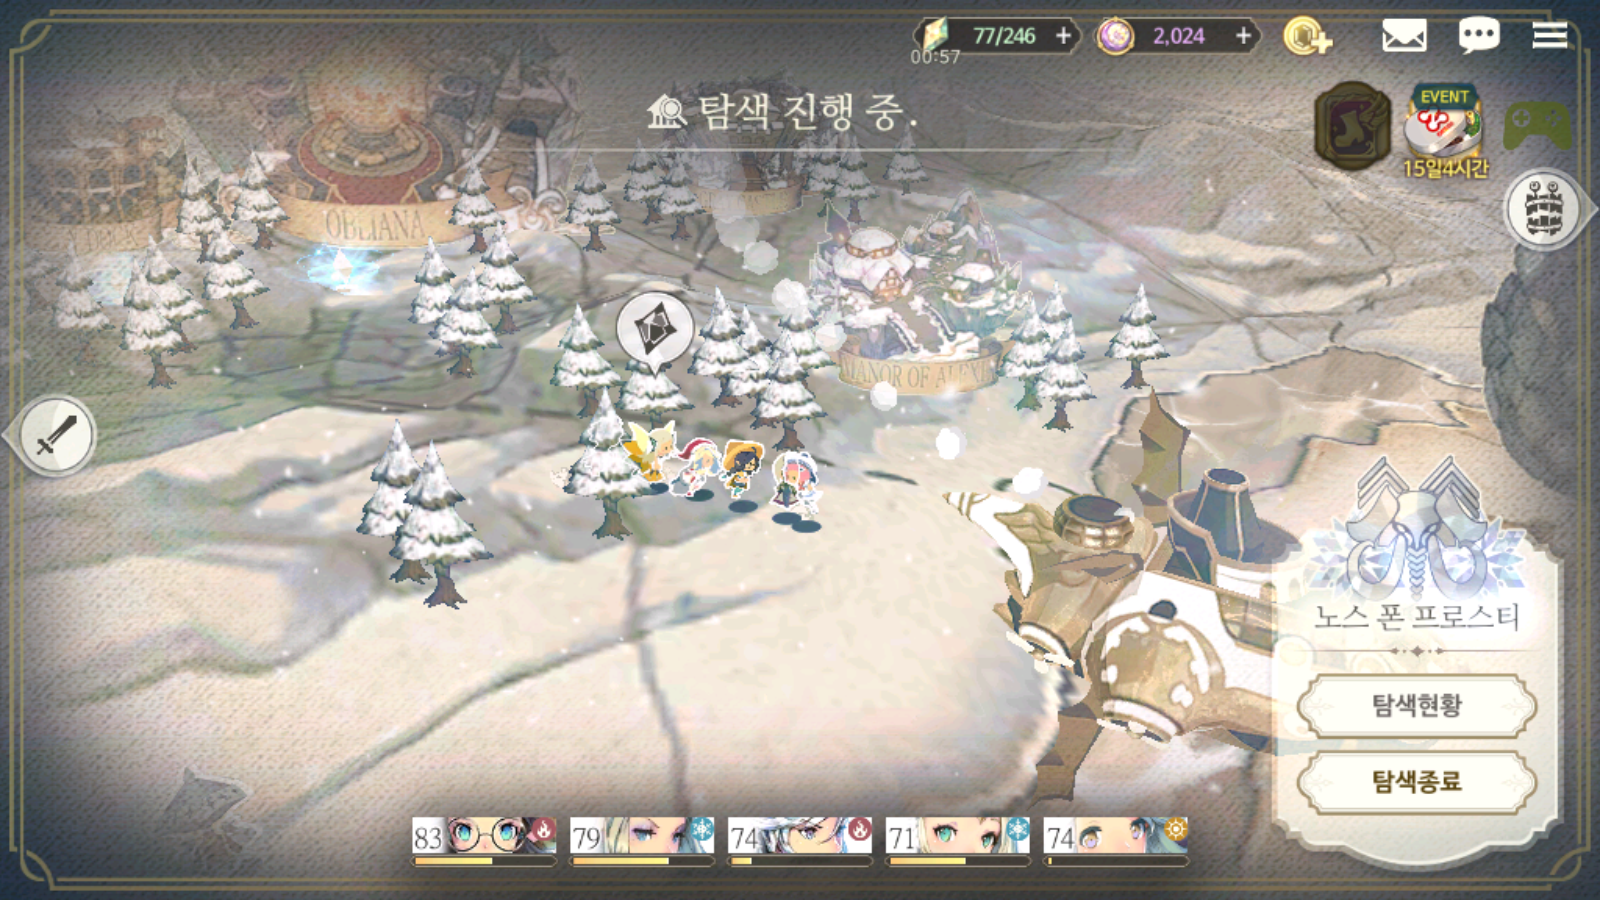 77/246
2,024
00:57
탐색 진행 중.
EVENT
15일4시간
OBLIANA
MANOR OF
노스 폰 프로스티
탐색현황
탐색종료
83
79
74
71
74